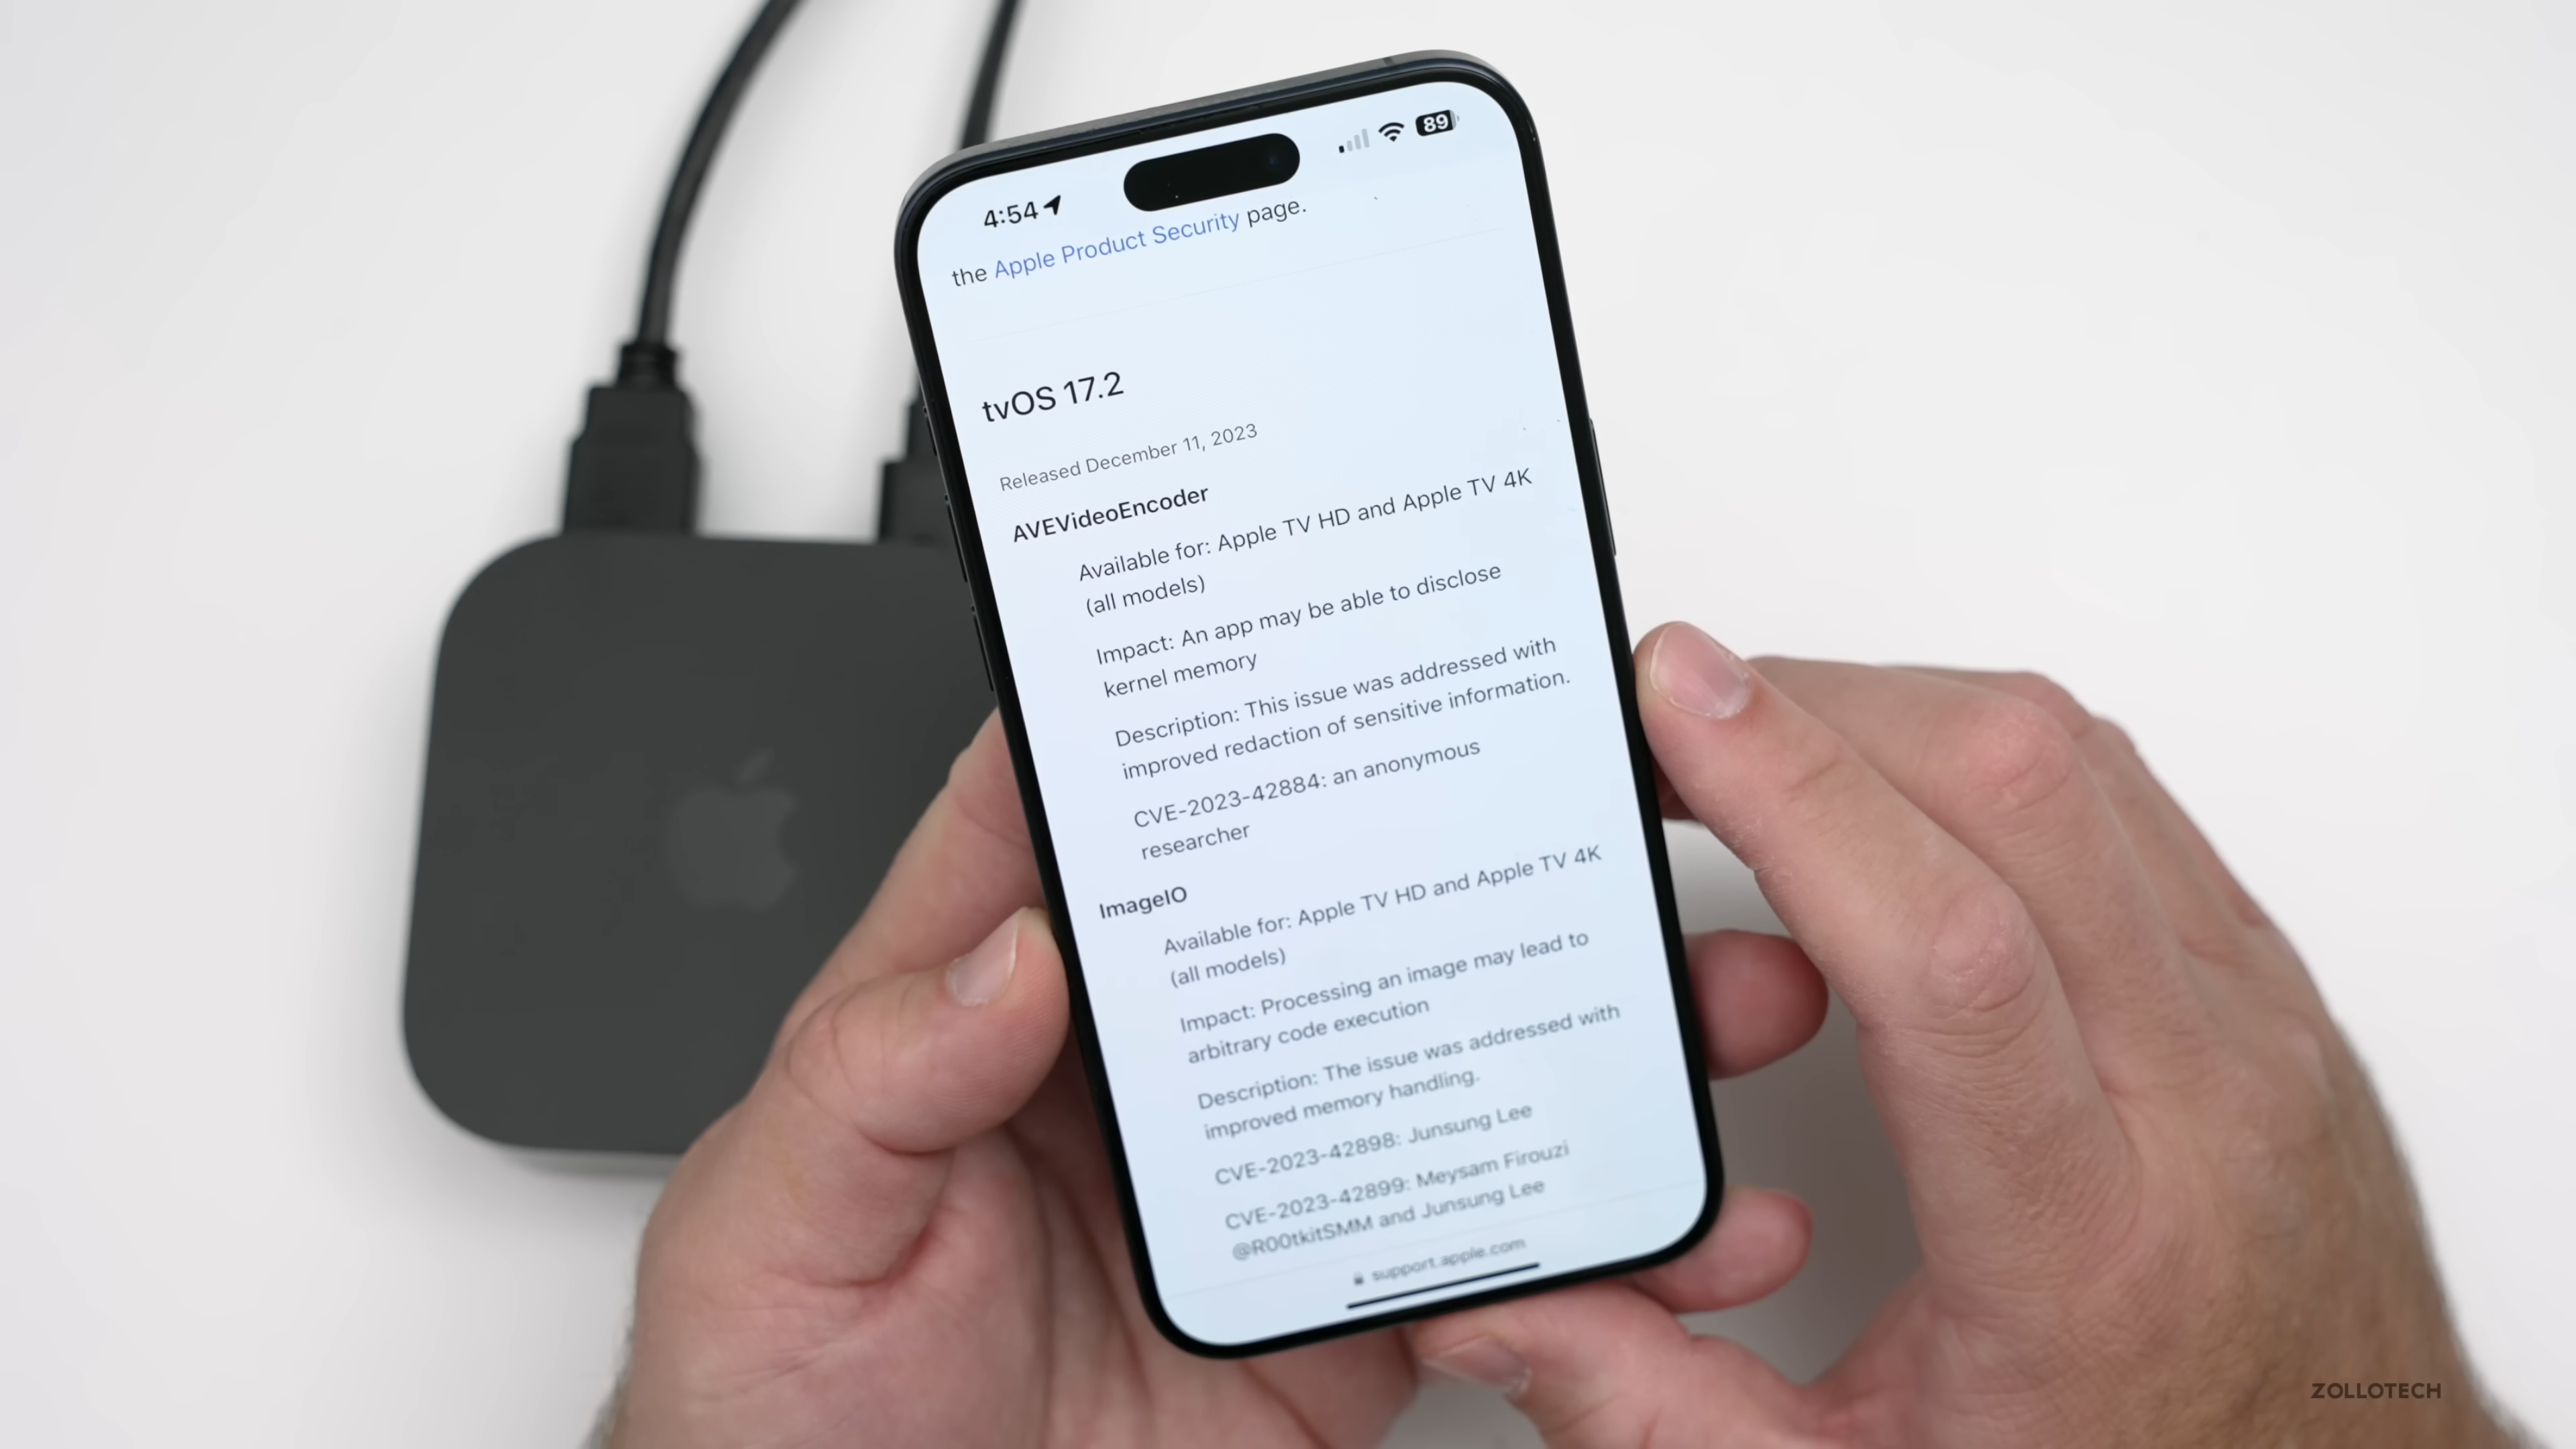 4:54
89
the Apple Product Security page.
tvOS 17.2
Released December 11, 2023
AVEVideoEncoder
Available for: Apple TV HD and Apple TV 4K
(all models)
Impact: An app may be able to disclose
kernel memory
Description: This issue was addressed with
improved redaction of sensitive information.
CVE-2023-42884: an anonymous
researcher
ImageIO
Available for: Apple TV HD and Apple TV 4K
(all models)
Impact: Processing an image may lead to
arbitrary code execution
Description: The issue was addressed with
improved memory handling.
CVE-2023-42898: Junsung Lee
CVE-2023-42899: Meysam Firouzi
@R00tkitSMM and Junsung Lee
support.apple.com
ZOLLOTECH